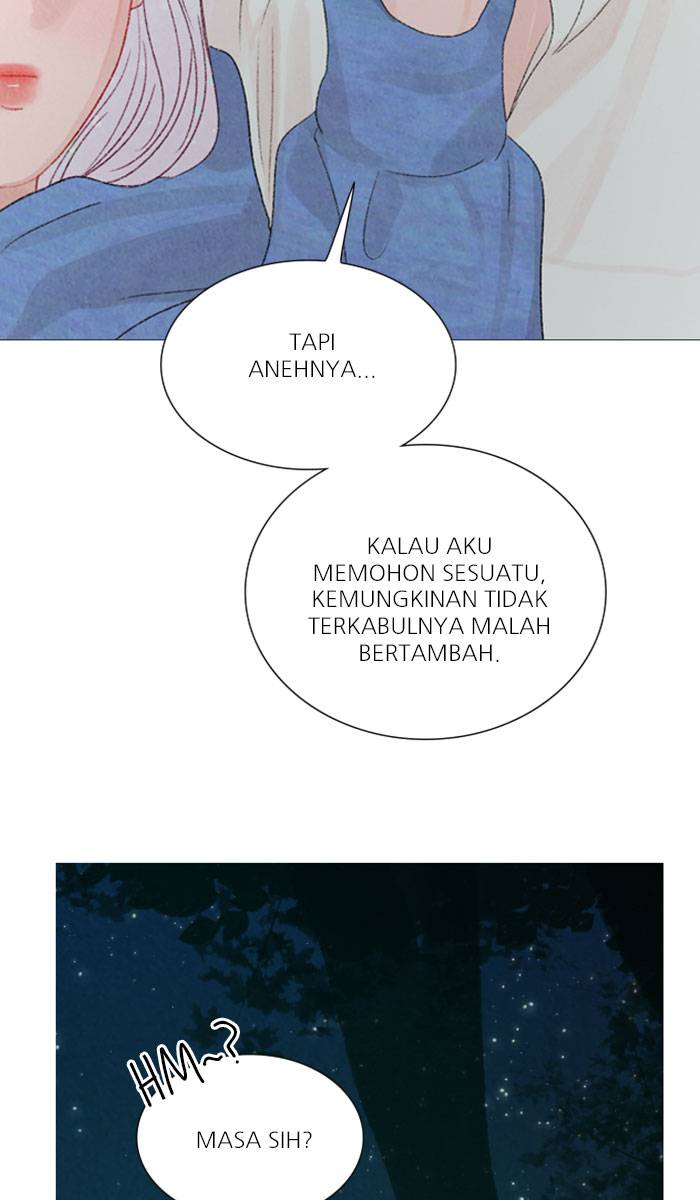 TAPI
ANEHNYA...
KALAU AKU
MEMOHON SESUATU,
KEMUNGKINAN TIDAK
TERKABULNYA MALAH
BERTAMBAH.
HM~?
MASA SIH?